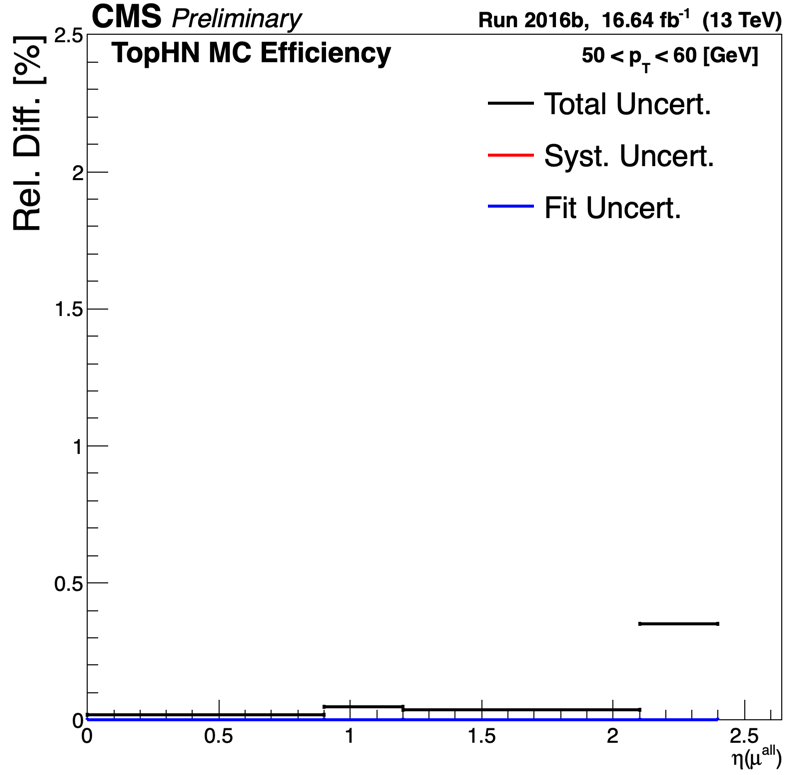 CMS Preliminary
Run 2016b, 16.64 fb⁻¹ (13 TeV)
TopHN MC Efficiency
50 < p_T < 60 [GeV]
Total Uncert.
Syst. Uncert.
Fit Uncert.
Rel. Diff. [%]
2.5
2
1.5
1
0.5
0
0 0.5 1 1.5 2 2.5
η(μ^all)